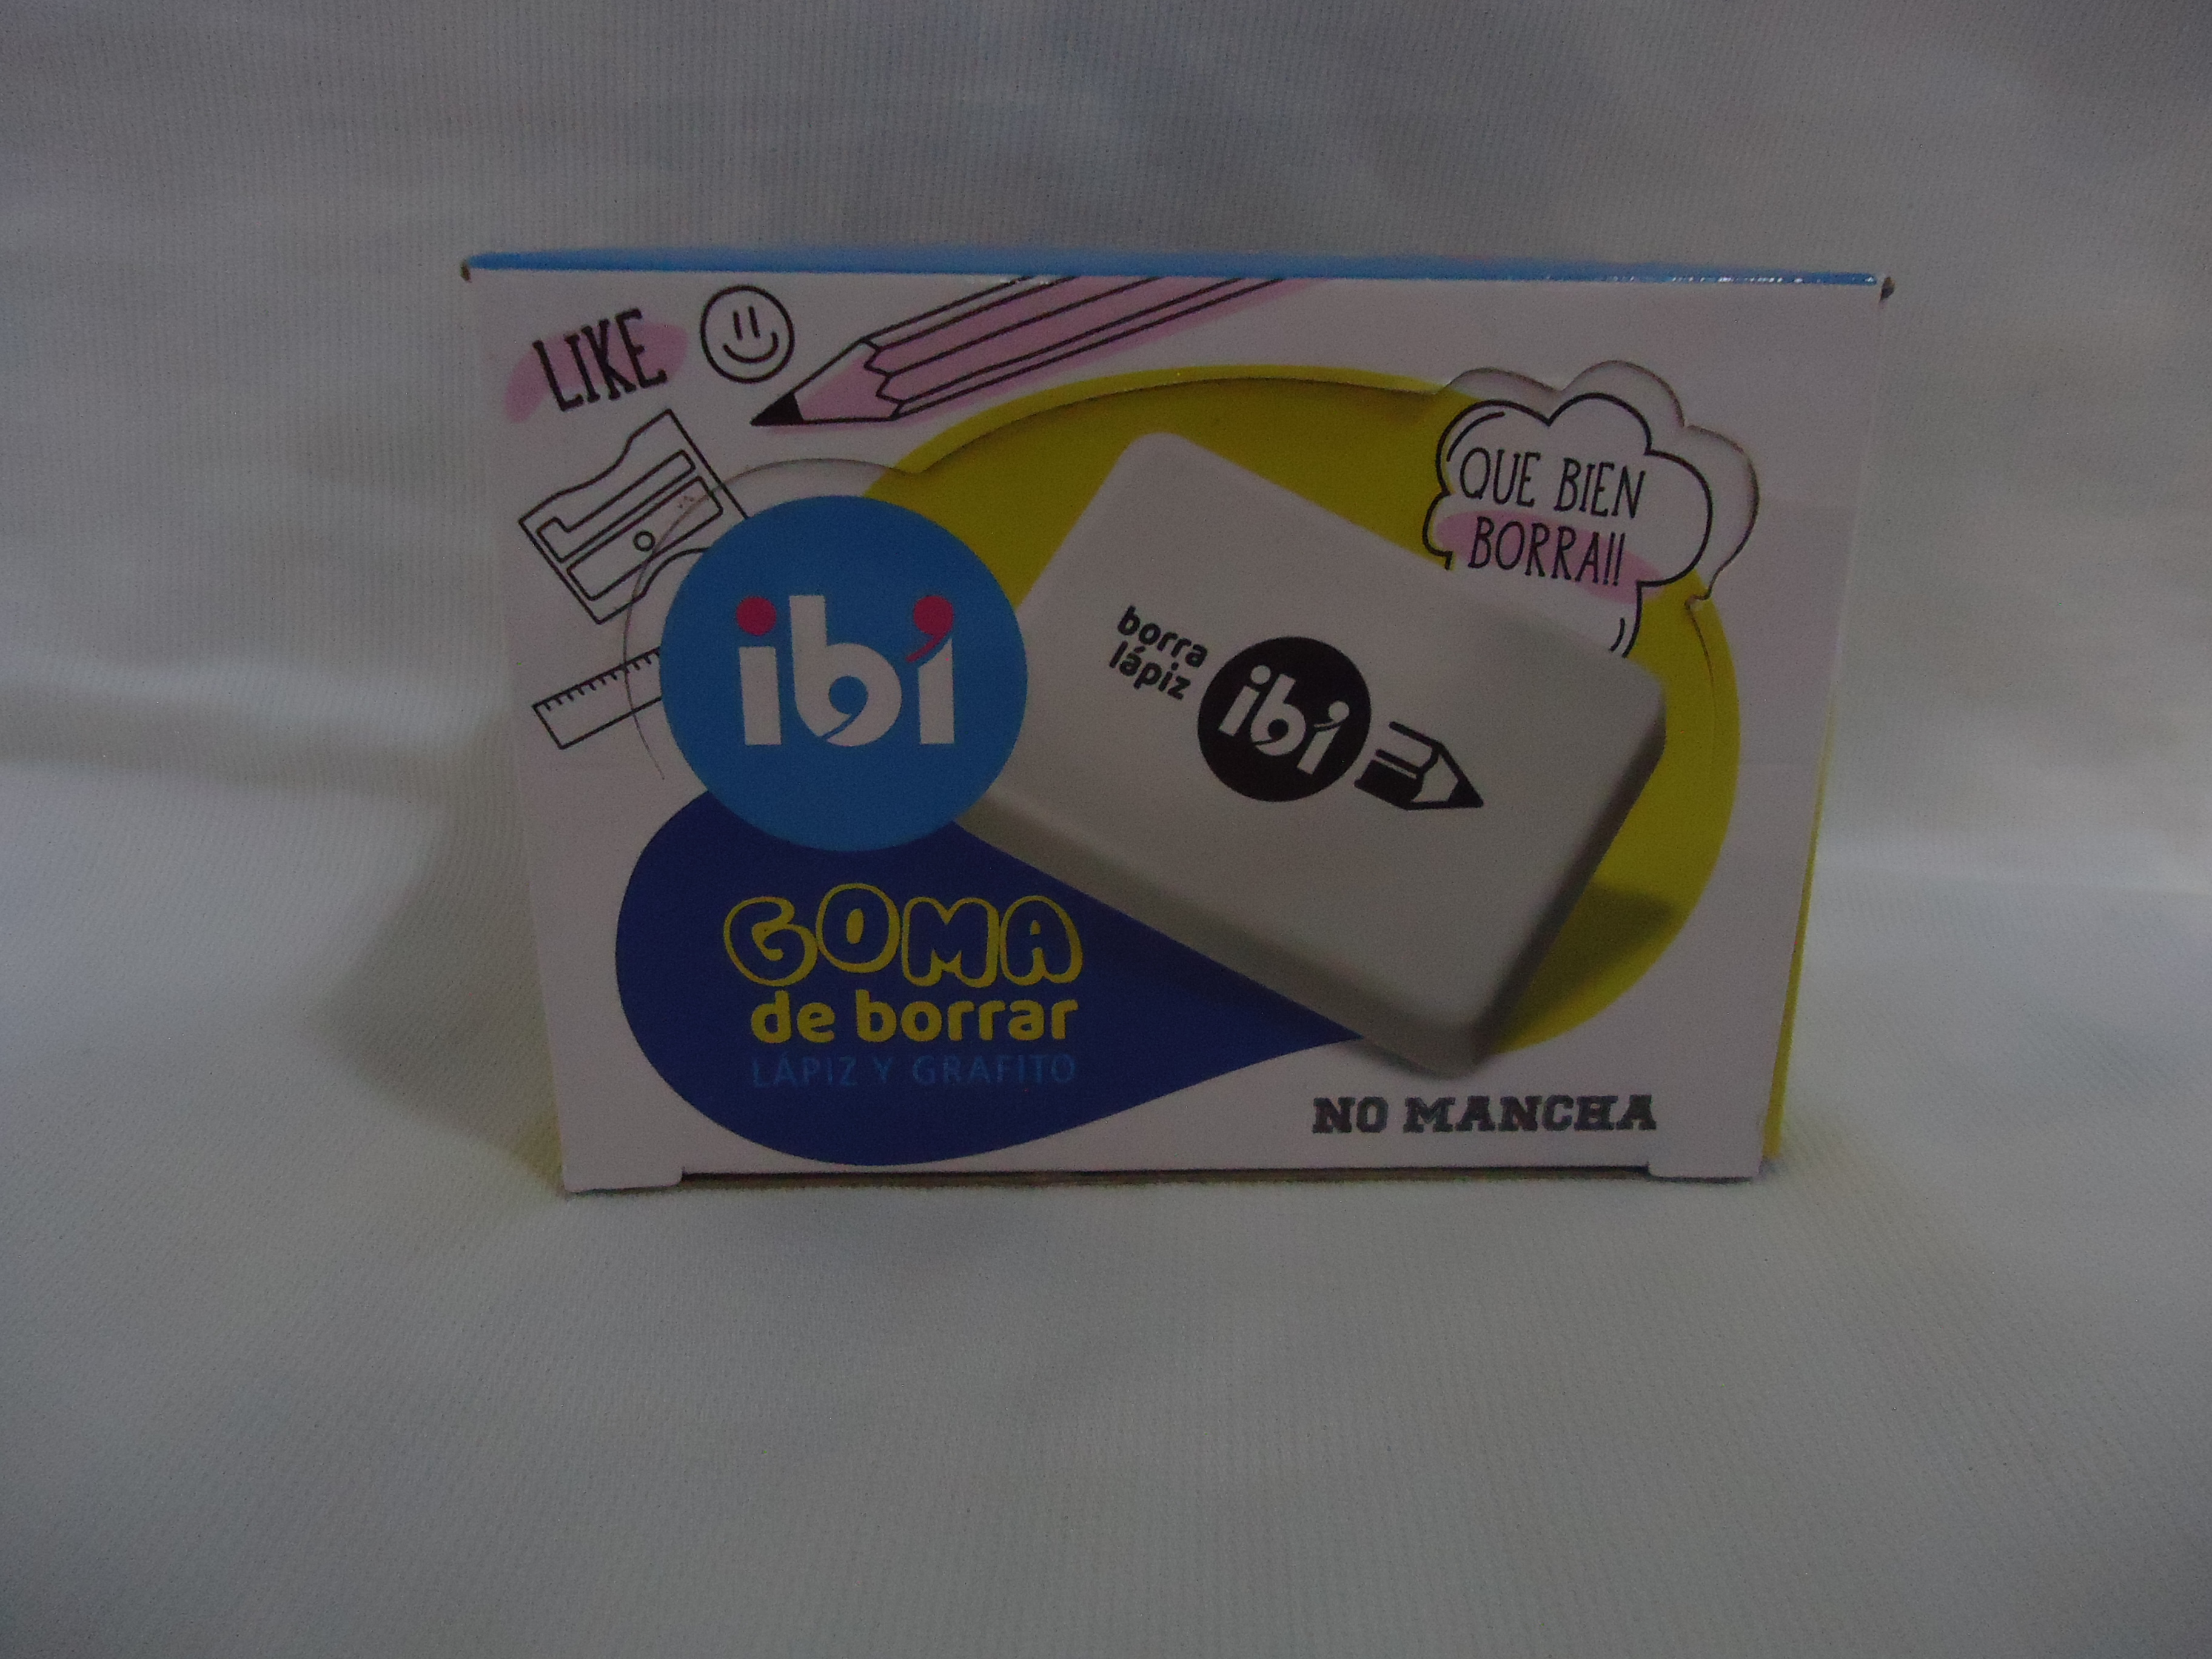 LIKE
QUE BIEN
BORRA!!
borra
lápiz
ibi
ibi
GOMA
de borrar
LÁPIZ Y GRAFITO
NO MANCHA